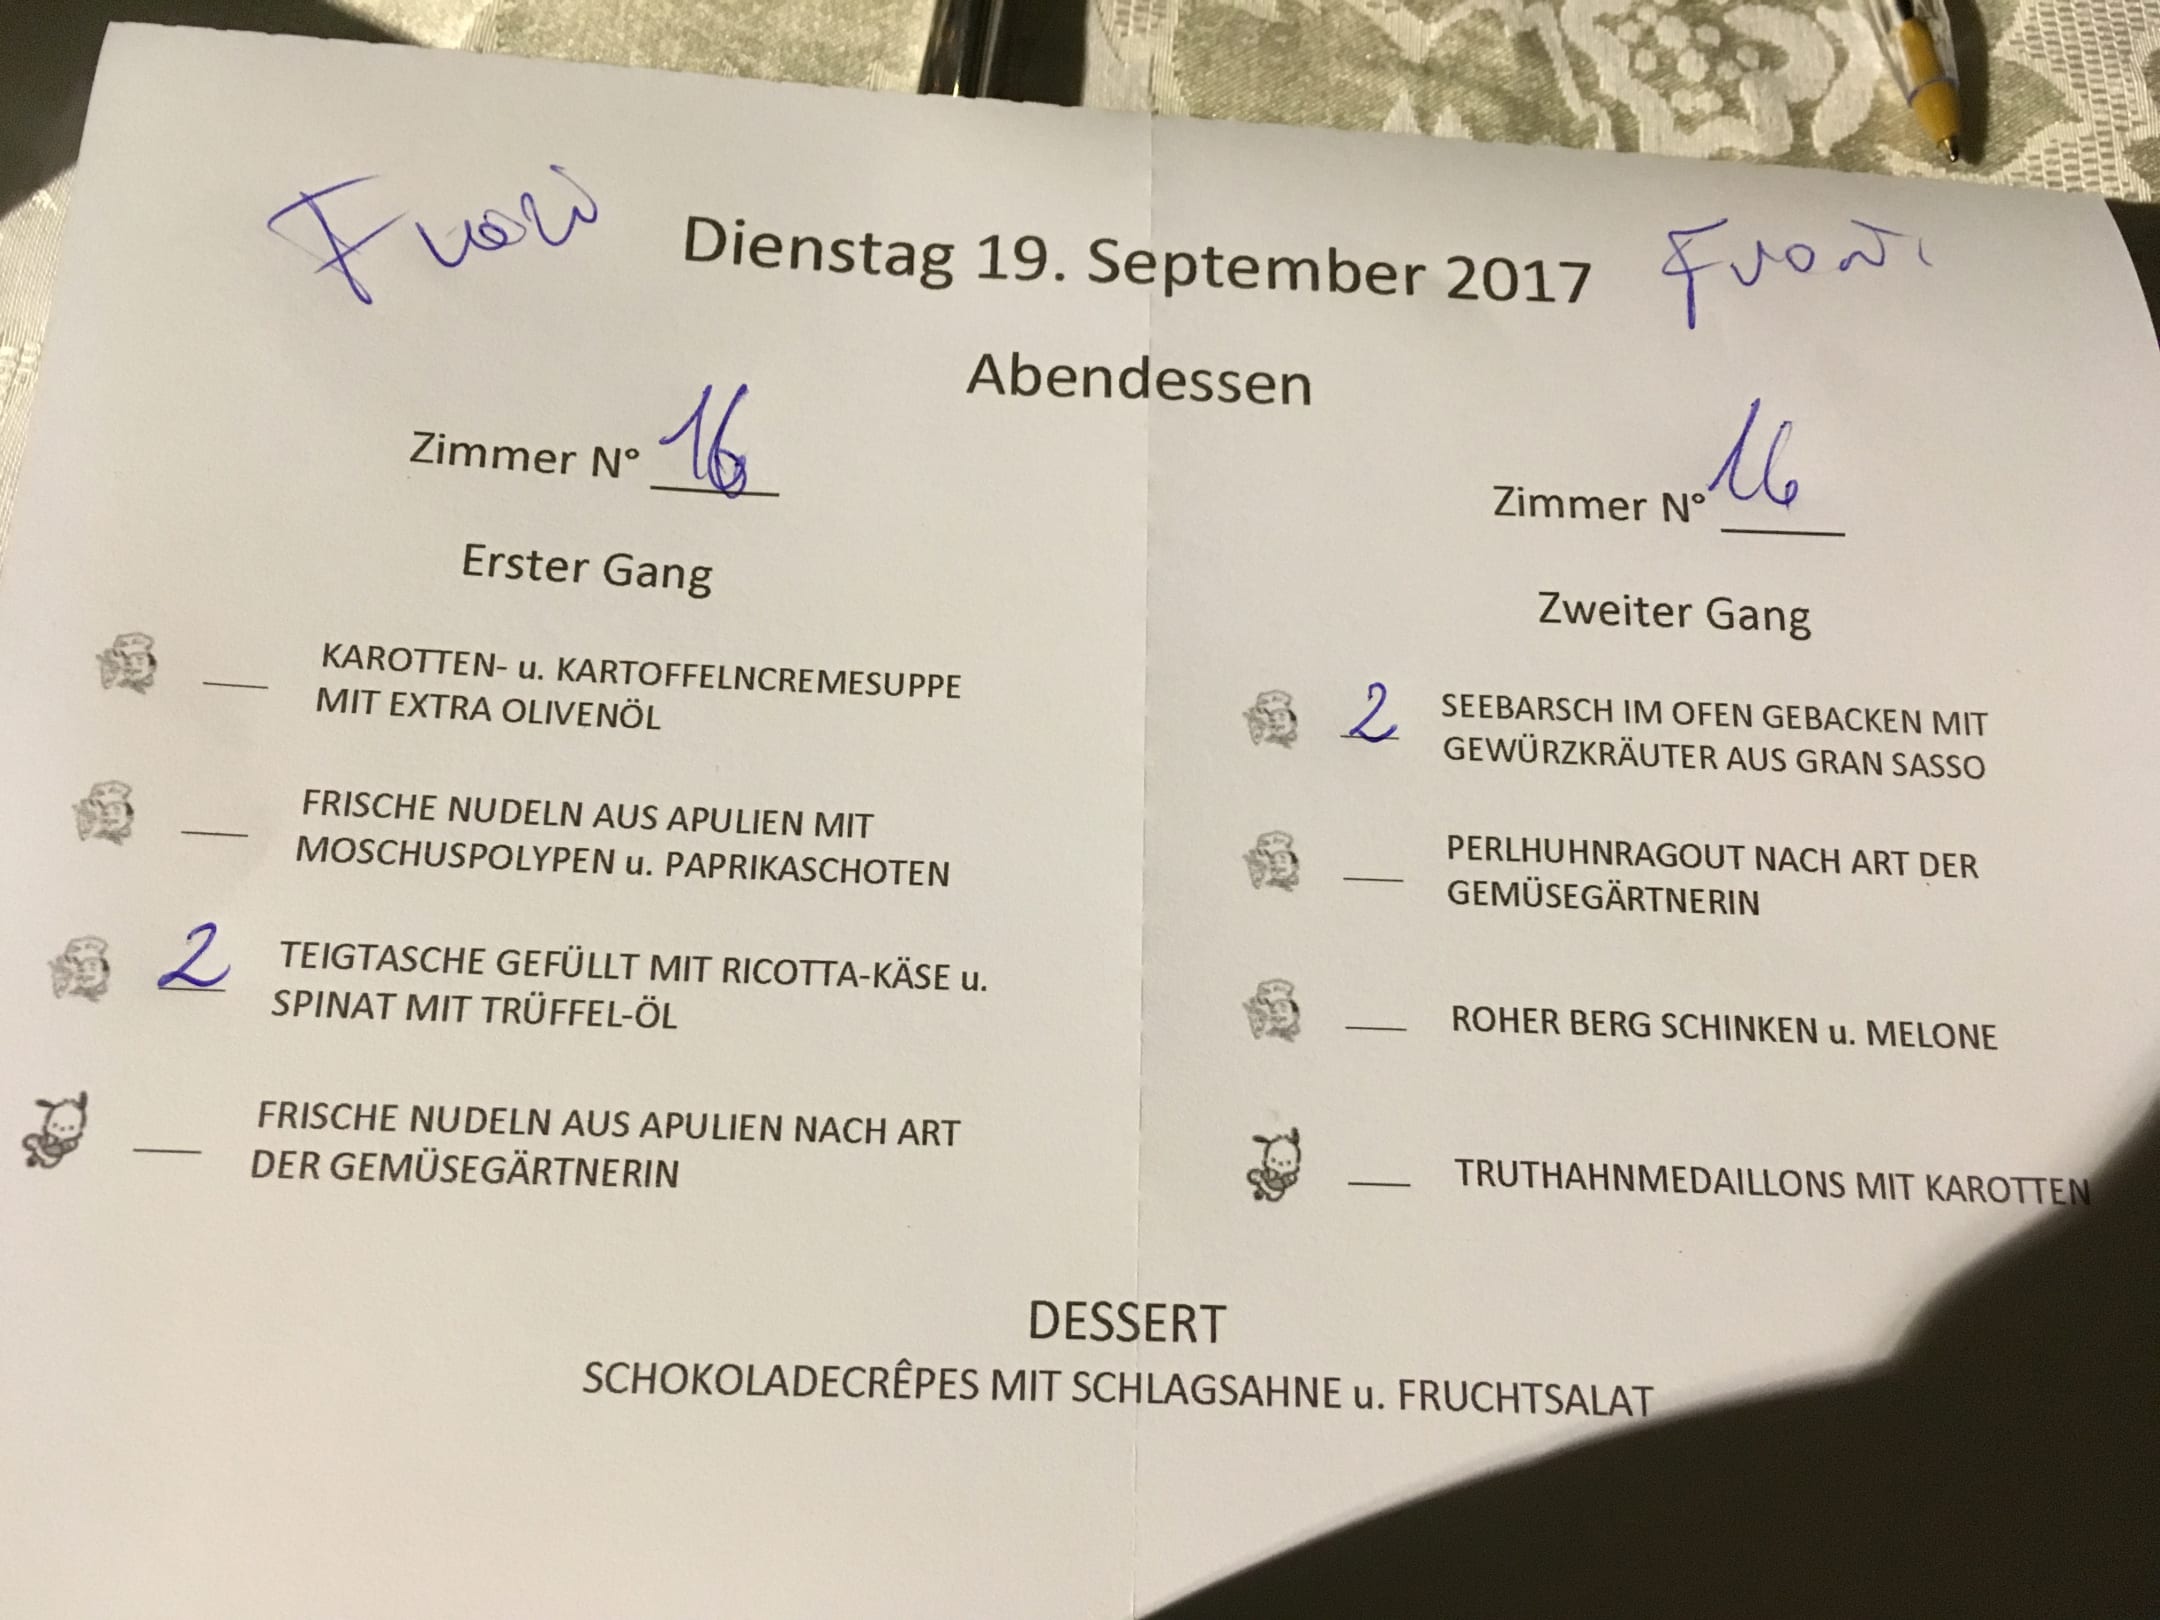 Fuori
Dienstag 19. September 2017
Fuori
Abendessen
Zimmer N° 16
Zimmer N° 16
Erster Gang
KAROTTEN- u. KARTOFFELNCREMESUPPE
MIT EXTRA OLIVENÖL
FRISCHE NUDELN AUS APULIEN MIT
MOSCHUSPOLYPEN u. PAPRIKASCHOTEN
2 TEIGTASCHE GEFÜLLT MIT RICOTTA-KÄSE u.
SPINAT MIT TRÜFFEL-ÖL
FRISCHE NUDELN AUS APULIEN NACH ART
DER GEMÜSEGÄRTNERIN
Zweiter Gang
2 SEEBARSCH IM OFEN GEBACKEN MIT
GEWÜRZKRÄUTER AUS GRAN SASSO
PERLHUHNRAGOUT NACH ART DER
GEMÜSEGÄRTNERIN
ROHER BERG SCHINKEN u. MELONE
TRUTHAHNMEDAILLONS MIT KAROTTEN
DESSERT
SCHOKOLADECRÊPES MIT SCHLAGSAHNE u. FRUCHTSALAT